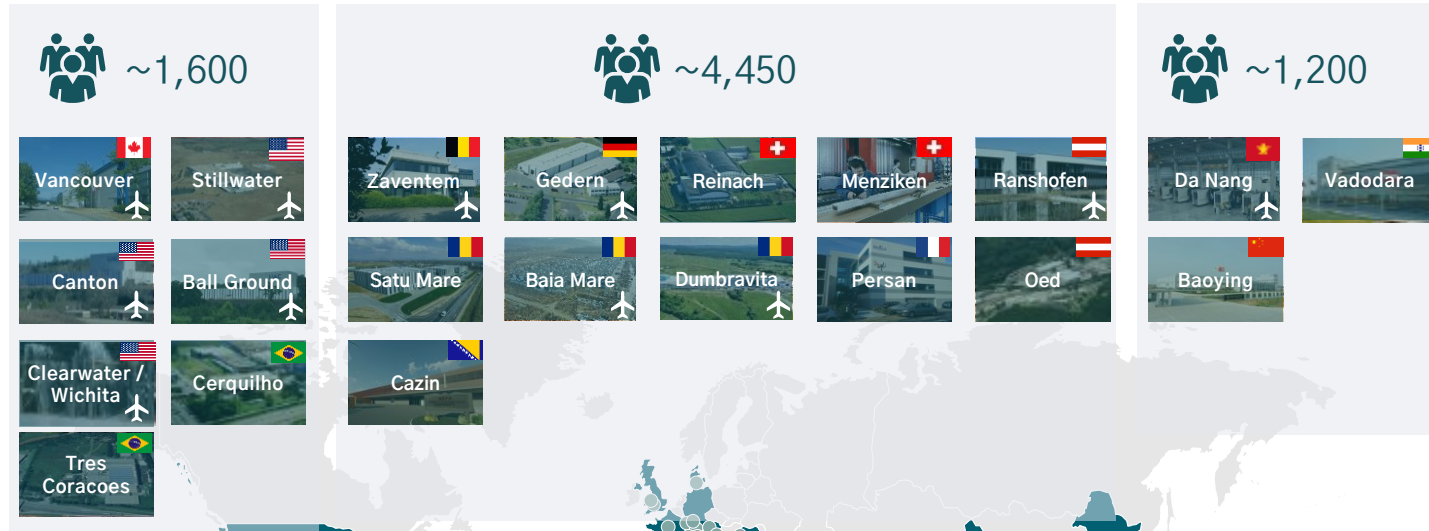 ~1,600
~4,450
~1,200
Vancouver
Stillwater
Zaventem
Gedern
Reinach
Menziken
Ranshofen
Da Nang
Vadodara
Canton
Ball Ground
Satu Mare
Baia Mare
Dumbravita
Persan
Oed
Baoying
Clearwater /
Wichita
Cerquilho
Cazin
Tres
Coracoes